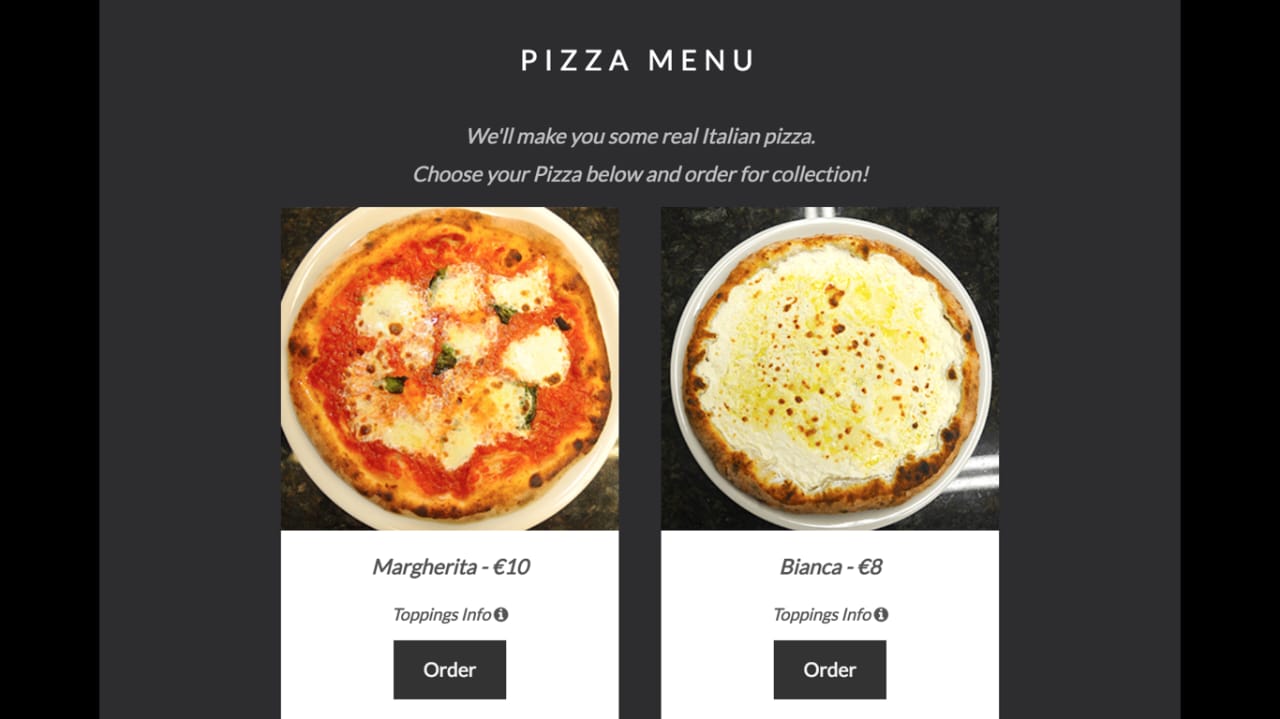 PIZZA MENU
We'll make you some real Italian pizza.
Choose your Pizza below and order for collection!
Margherita - €10
Bianca - €8
Toppings Info
Toppings Info
Order
Order